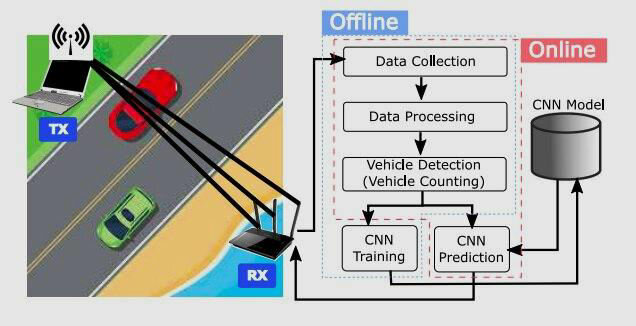 Offline
Online
TX
RX
Data Collection
Data Processing
Vehicle Detection
(Vehicle Counting)
CNN
Training
CNN
Prediction
CNN Model